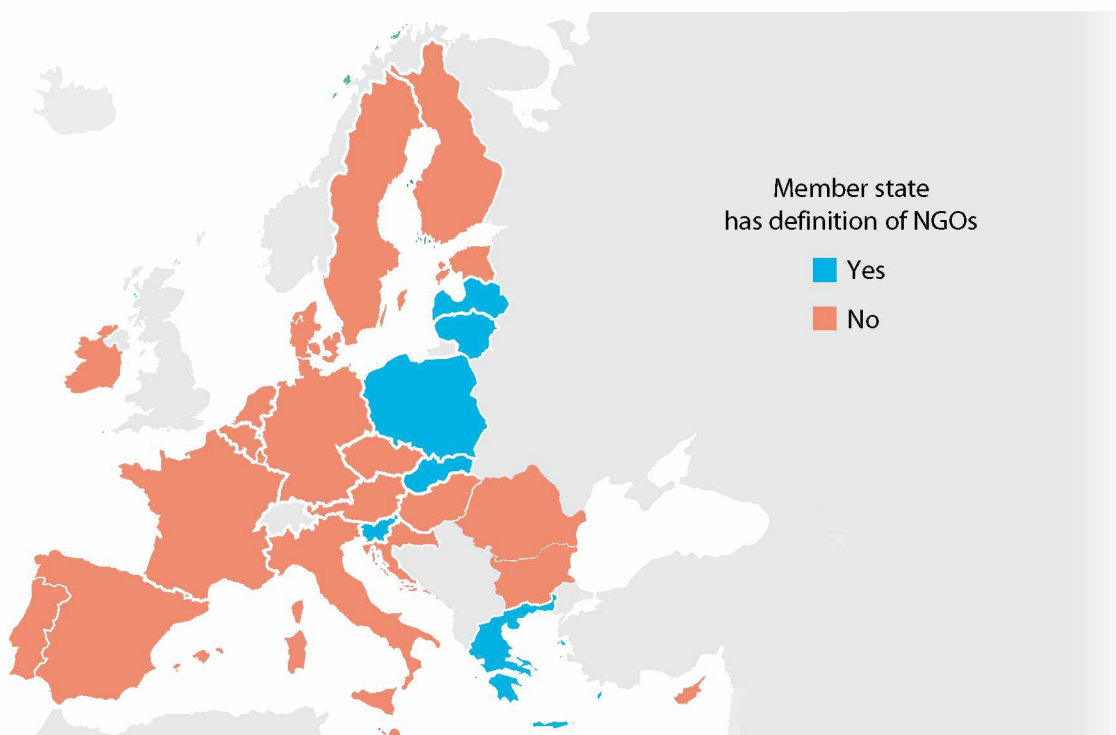 Member state
has definition of NGOs
Yes
No